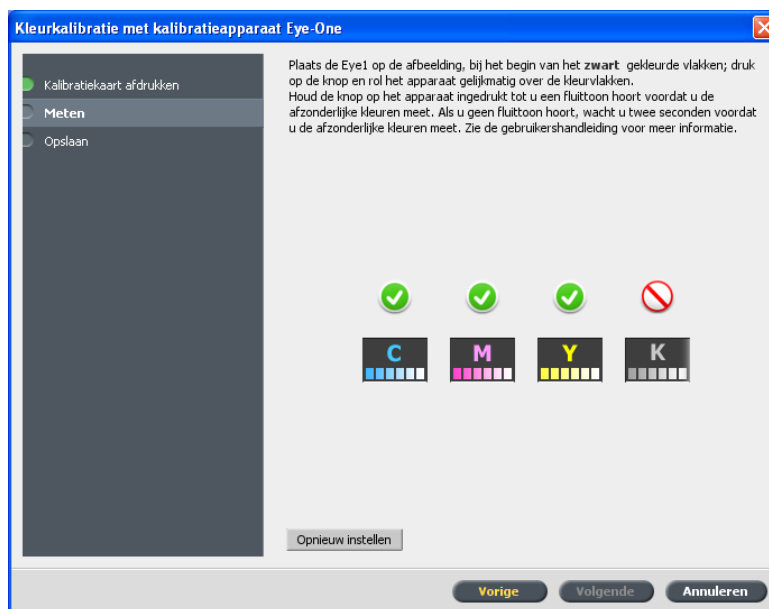 Kleurkalibratie met kalibratieapparaat Eye-One
Kalibratiekaart afdrukken
Meten
Opslaan
Plaats de Eye1 op de afbeelding, bij het begin van het zwart gekleurde vlakken; druk
op de knop en rol het apparaat gelijkmatig over de kleurvlakken.
Houd de knop op het apparaat ingedrukt tot u een fluittoon hoort voordat u de
afzonderlijke kleuren meet. Als u geen fluittoon hoort, wacht u twee seconden voordat
u de afzonderlijke kleuren meet. Zie de gebruikershandleiding voor meer informatie.
C M Y K
Opnieuw instellen
Vorige Volgende Annuleren